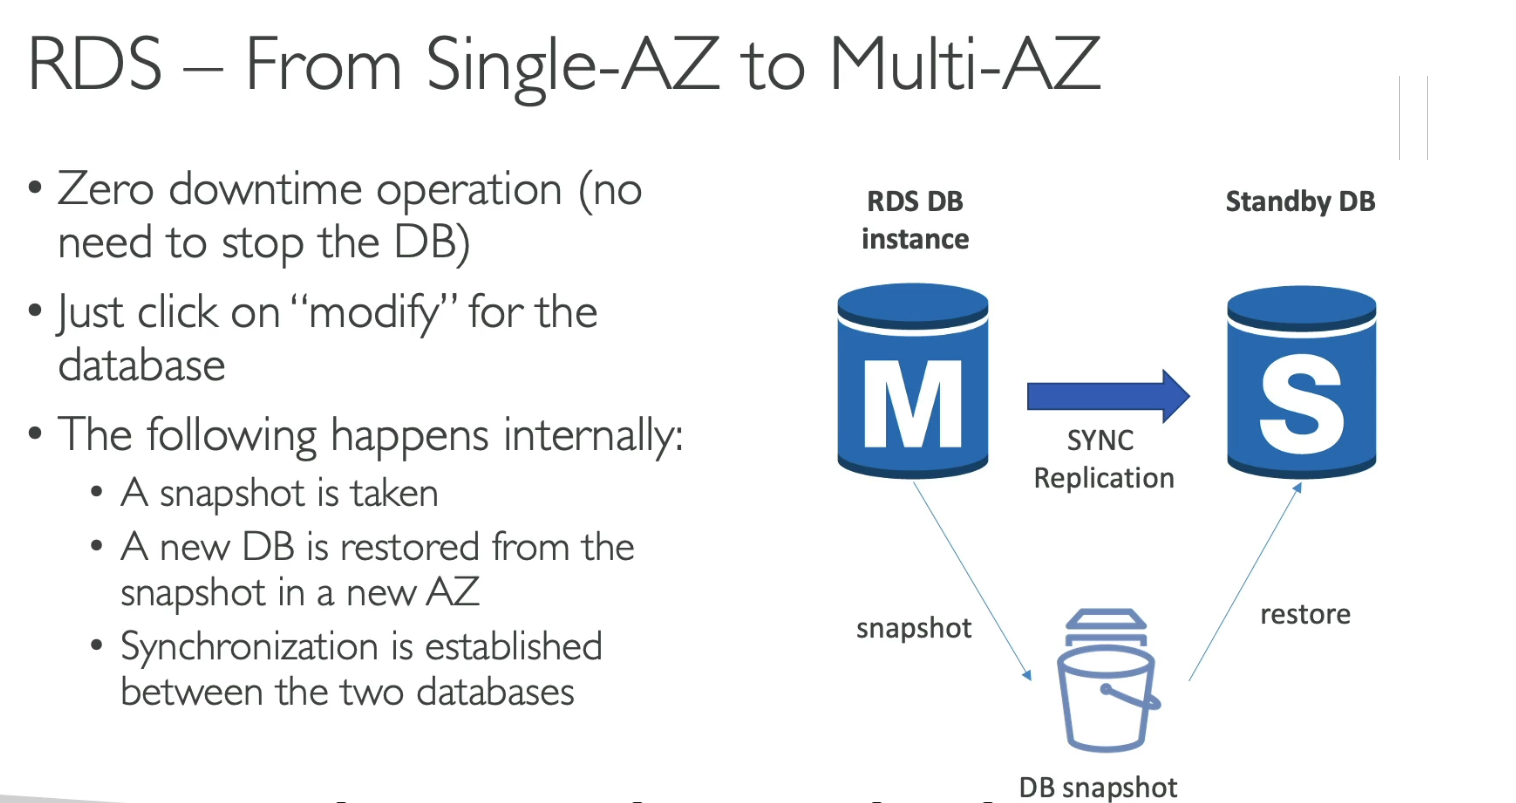 RDS – From Single-AZ to Multi-AZ
• Zero downtime operation (no
need to stop the DB)
• Just click on “modify” for the
database
• The following happens internally:
• A snapshot is taken
• A new DB is restored from the
snapshot in a new AZ
• Synchronization is established
between the two databases
RDS DB
instance
Standby DB
M
S
SYNC
Replication
snapshot
restore
DB snapshot